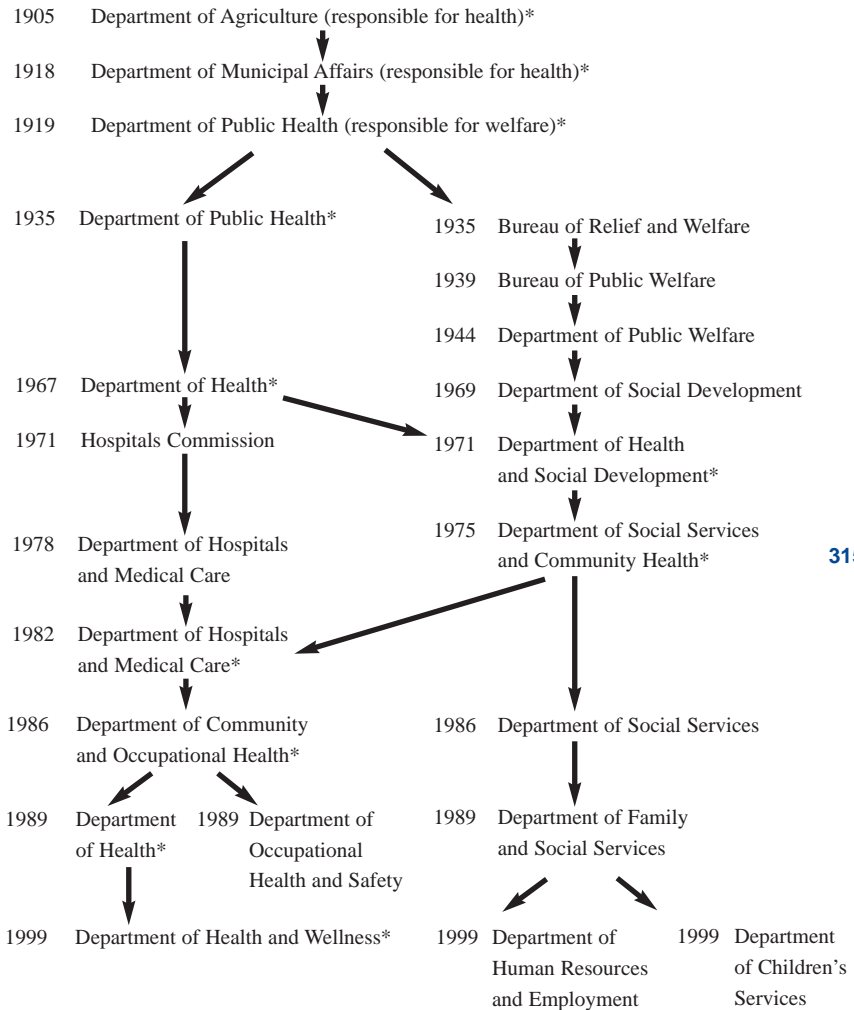 1905 Department of Agriculture (responsible for health)*
1918 Department of Municipal Affairs (responsible for health)*
1919 Department of Public Health (responsible for welfare)*
1935 Department of Public Health*
1935 Bureau of Relief and Welfare
1939 Bureau of Public Welfare
1944 Department of Public Welfare
1967 Department of Health*
1969 Department of Social Development
1971 Hospitals Commission
1971 Department of Health
and Social Development*
1978 Department of Hospitals
and Medical Care
1975 Department of Social Services
and Community Health*
315
1982 Department of Hospitals
and Medical Care*
1986 Department of Community
and Occupational Health*
1986 Department of Social Services
1989 Department
of Health*
1989 Department of
Occupational
Health and Safety
1989 Department of Family
and Social Services
1999 Department of Health and Wellness*
1999 Department of
Human Resources
and Employment
1999 Department
of Children's
Services